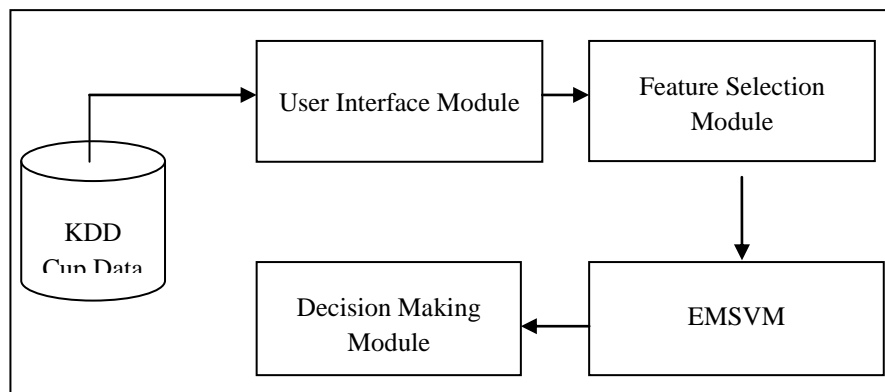 User Interface Module
Feature Selection
Module
KDD
Cup Data
Decision Making
Module
EMSVM